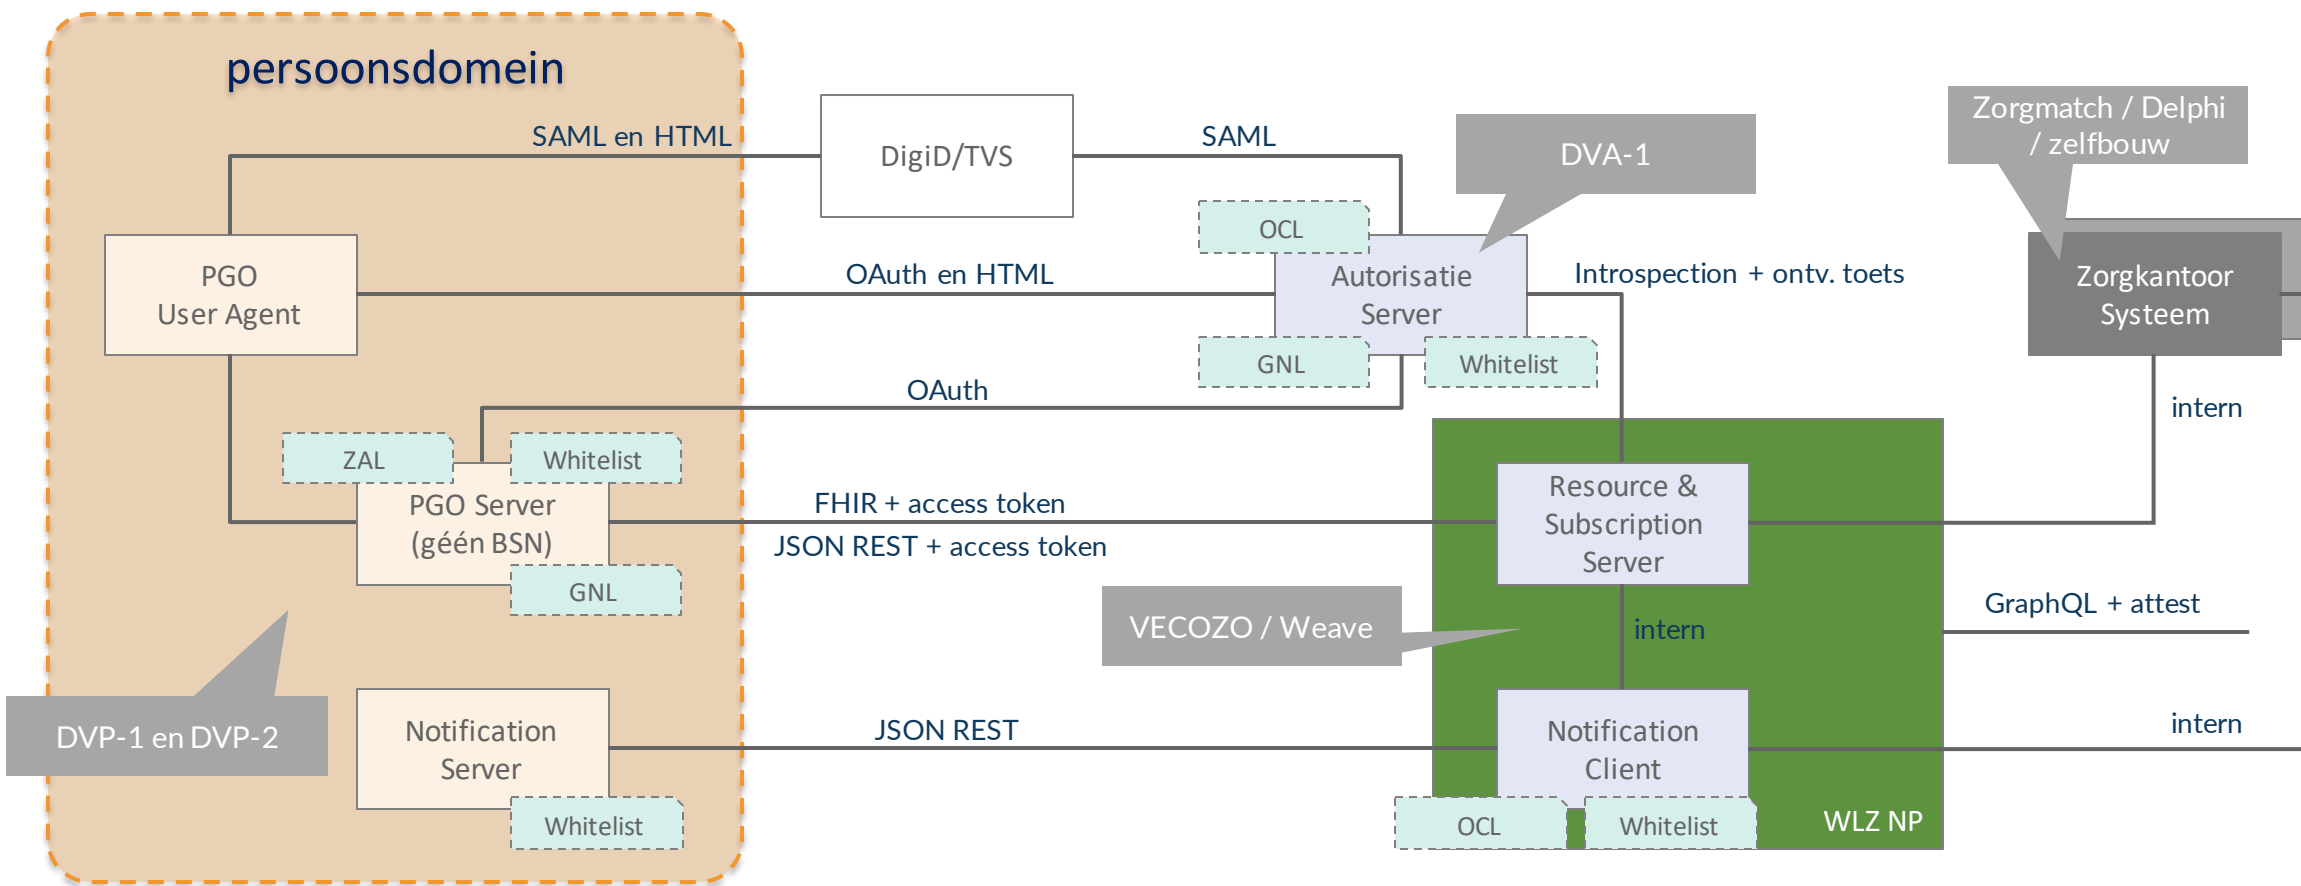 persoonsdomein
SAML en HTML
DigiD/TVS
SAML
DVA-1
Zorgmatch / Delphi
/ zelfbouw
OCL
PGO
User Agent
OAuth en HTML
Autorisatie
Server
Introspection + ontv. toets
Zorgkantoor
Systeem
GNL
Whitelist
OAuth
intern
ZAL
Whitelist
PGO Server
(géén BSN)
GNL
FHIR + access token
JSON REST + access token
Resource &
Subscription
Server
GraphQL + attest
VECOZO / Weave
intern
DVP-1 en DVP-2
Notification
Server
Whitelist
JSON REST
Notification
Client
intern
OCL
Whitelist
WLZ NP